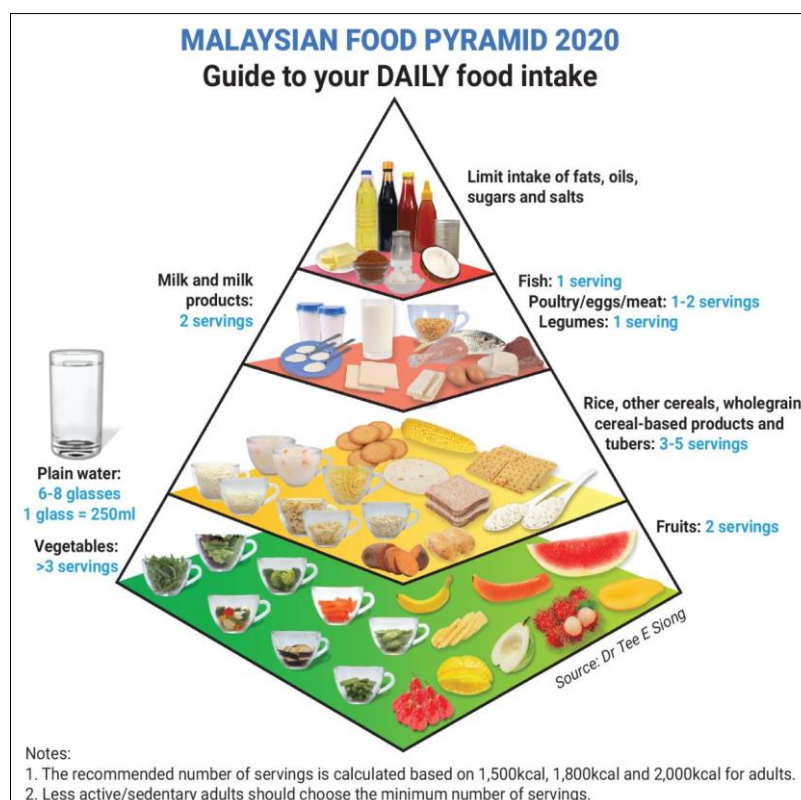 MALAYSIAN FOOD PYRAMID 2020
Guide to your DAILY food intake
Limit intake of fats, oils,
sugars and salts
Milk and milk
products:
2 servings
Fish: 1 serving
Poultry/eggs/meat: 1-2 servings
Legumes: 1 serving
Rice, other cereals, wholegrain
cereal-based products and
tubers: 3-5 servings
Plain water:
6-8 glasses
1 glass = 250ml
Vegetables:
>3 servings
Fruits: 2 servings
Source: Dr Tee E Siong
Notes:
1. The recommended number of servings is calculated based on 1,500kcal, 1,800kcal and 2,000kcal for adults.
2. Less active/sedentary adults should choose the minimum number of servings.